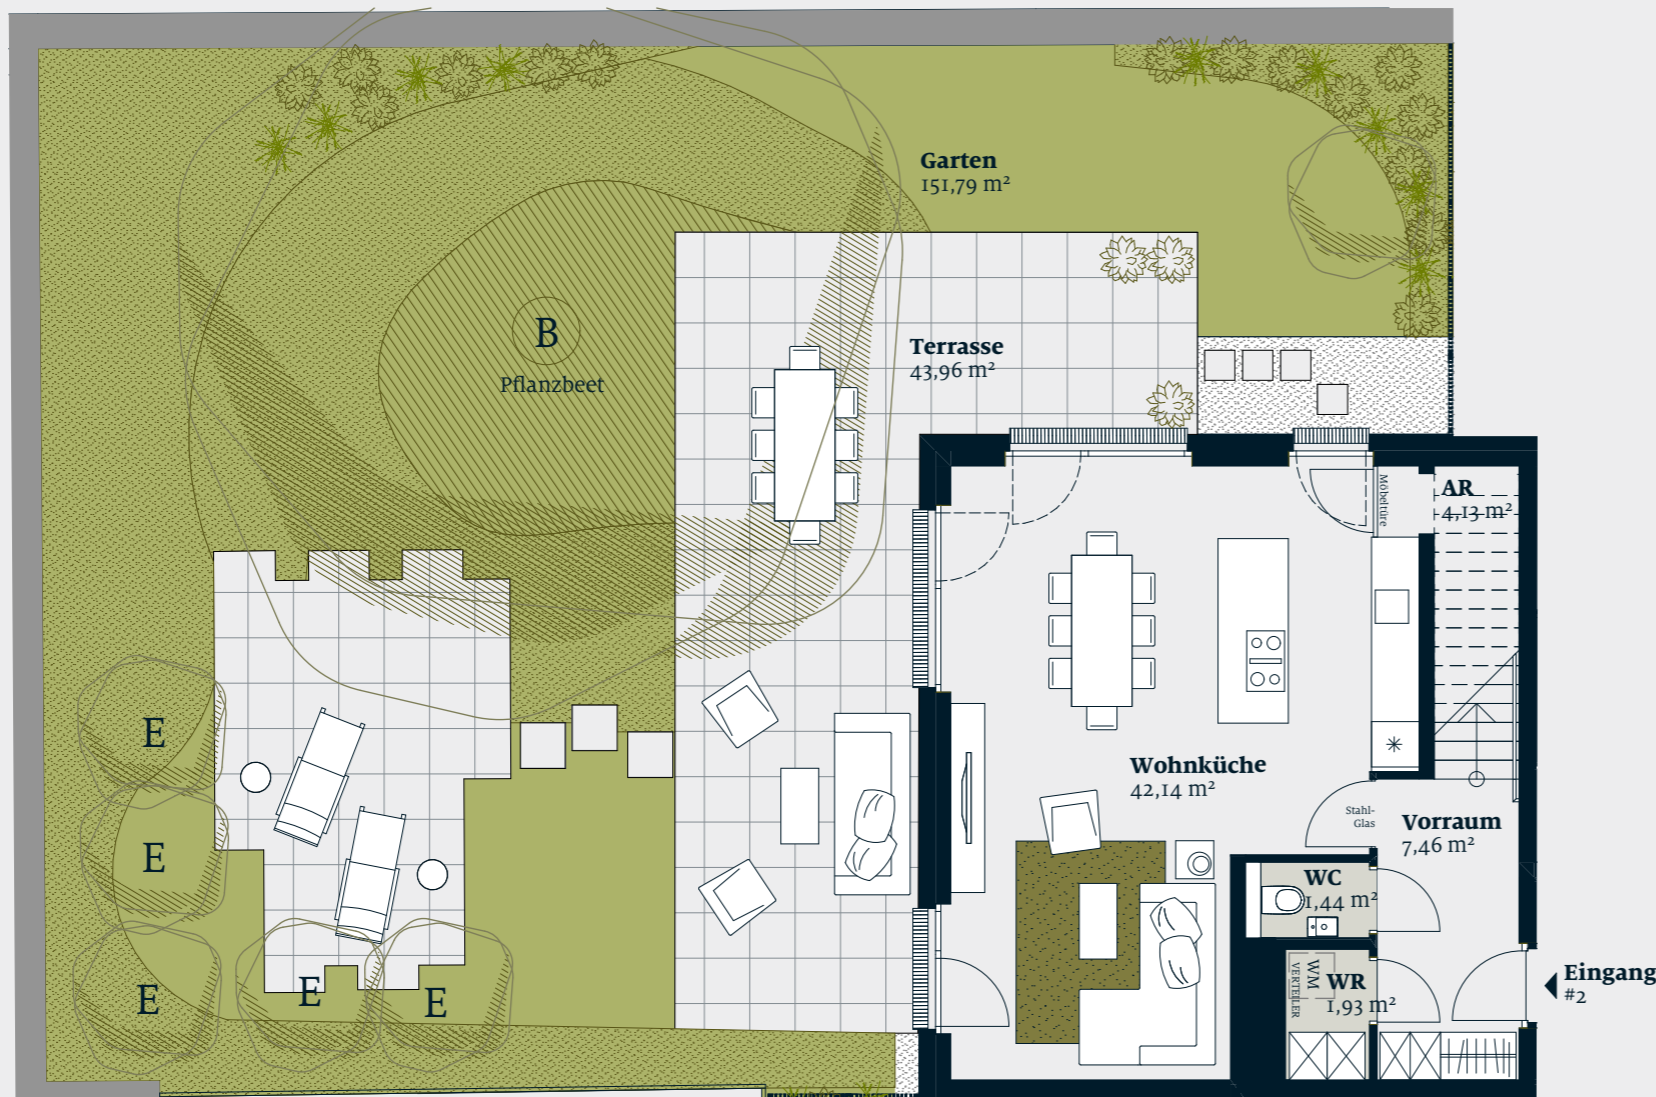 Garten
151,79 m²
B
Pflanzbeet
Terrasse
43,96 m²
Möbeltüre
AR
4,13 m²
E
E
E
E
E
Wohnküche
42,14 m²
Stahl-
Glas
Vorraum
7,46 m²
WC
1,44 m²
WM
VERTEILER
WR
1,93 m²
Eingang
#2